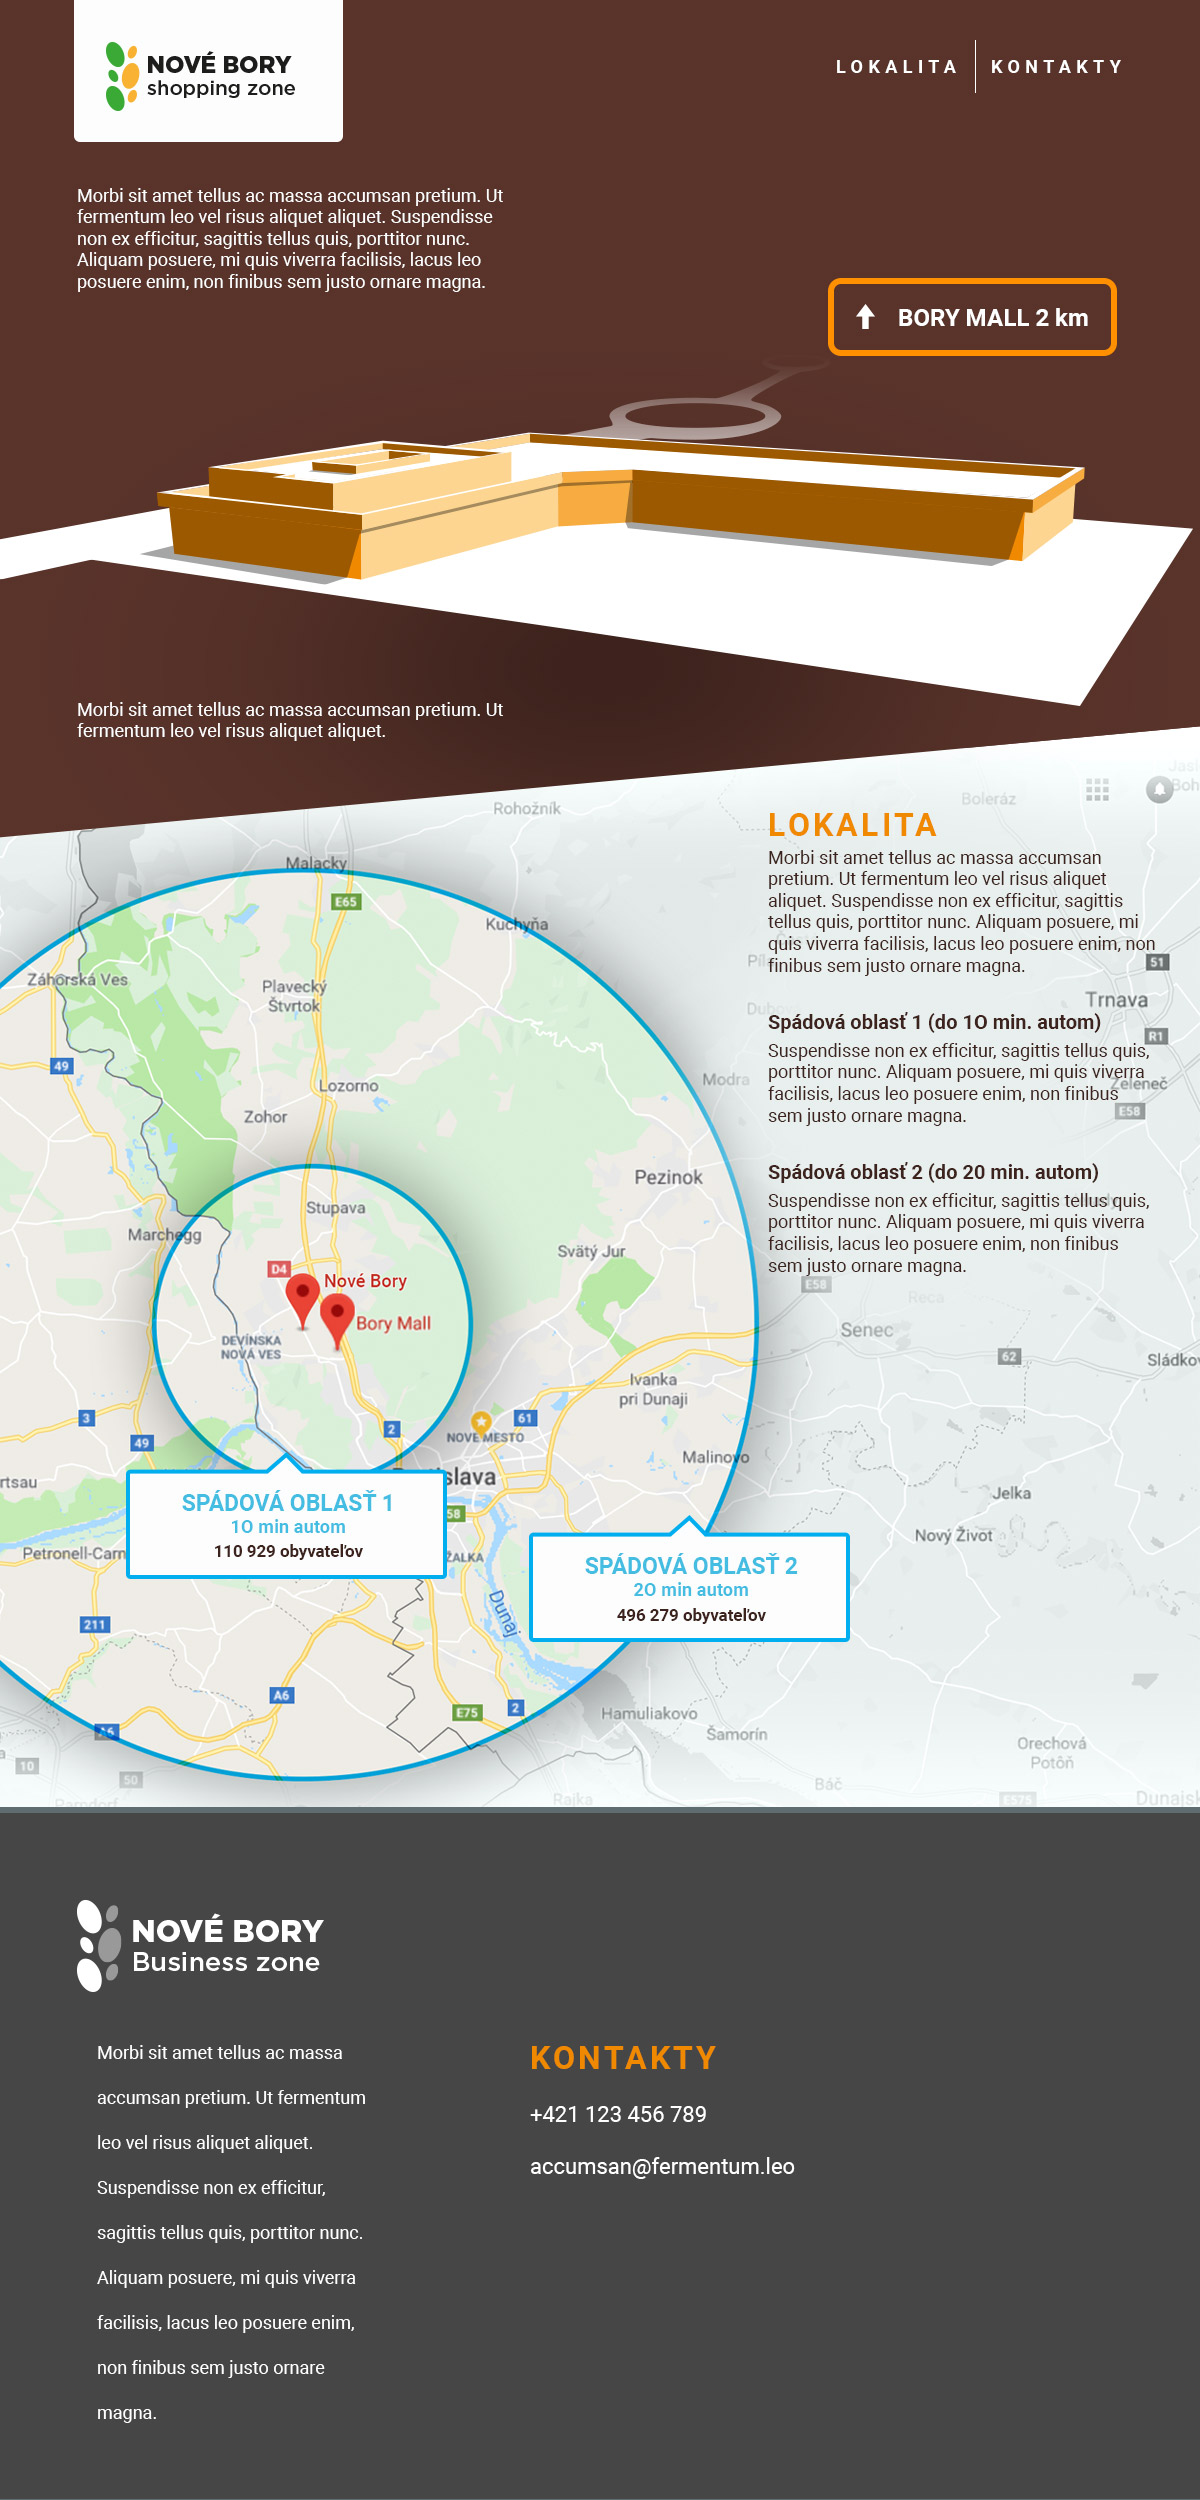 NOVÉ BORY
shopping zone
LOKALITA
KONTAKTY
Morbi sit amet tellus ac massa accumsan pretium. Ut
fermentum leo vel risus aliquet aliquet. Suspendisse
non ex efficitur, sagittis tellus quis, porttitor nunc.
Aliquam posuere, mi quis viverra facilisis, lacus leo
posuere enim, non finibus sem justo ornare magna.
BORY MALL 2 km
Morbi sit amet tellus ac massa accumsan pretium. Ut
fermentum leo vel risus aliquet aliquet.
LOKALITA
Morbi sit amet tellus ac massa accumsan
pretium. Ut fermentum leo vel risus aliquet
aliquet. Suspendisse non ex efficitur, sagittis
tellus quis, porttitor nunc. Aliquam posuere, mi
quis viverra facilisis, lacus leo posuere enim, non
finibus sem justo ornare magna.
Spádová oblasť 1 (do 1O min. autom)
Suspendisse non ex efficitur, sagittis tellus quis,
porttitor nunc. Aliquam posuere, mi quis viverra
facilisis, lacus leo posuere enim, non finibus
sem justo ornare magna.
Spádová oblasť 2 (do 20 min. autom)
Suspendisse non ex efficitur, sagittis tellus quis,
porttitor nunc. Aliquam posuere, mi quis viverra
facilisis, lacus leo posuere enim, non finibus
sem justo ornare magna.
Rohožník
Boleráz
Malacky
E65
Kuchyňa
Záhorská Ves
Plavecký
Štvrtok
51
Trnava
R1
49
Lozorno
Modra
Zeleneč
E58
Zohor
Pezinok
Stupava
Marchegg
Svätý Jur
D4
Nové Bory
Bory Mall
E58
Reca
Senec
DEVÍNSKA
NOVÁ VES
62
Sládkov
Ivanka
pri Dunaji
3
49
2
61
NOVÉ MESTO
Malinovo
rtsau
slava
Jelka
58
Nový Život
Petronell-Carn
ŽALKA
SPÁDOVÁ OBLASŤ 1
1O min autom
110 929 obyvateľov
SPÁDOVÁ OBLASŤ 2
2O min autom
496 279 obyvateľov
Dunaj
211
A6
E75
2
Hamuliakovo
Šamorín
A6
Orechová
Potôň
10
50
Báč
Parndorf
Rajka
E575
Dunajsk
NOVÉ BORY
Business zone
Morbi sit amet tellus ac massa
accumsan pretium. Ut fermentum
leo vel risus aliquet aliquet.
Suspendisse non ex efficitur,
sagittis tellus quis, porttitor nunc.
Aliquam posuere, mi quis viverra
facilisis, lacus leo posuere enim,
non finibus sem justo ornare
magna.
KONTAKTY
+421 123 456 789
accumsan@fermentum.leo